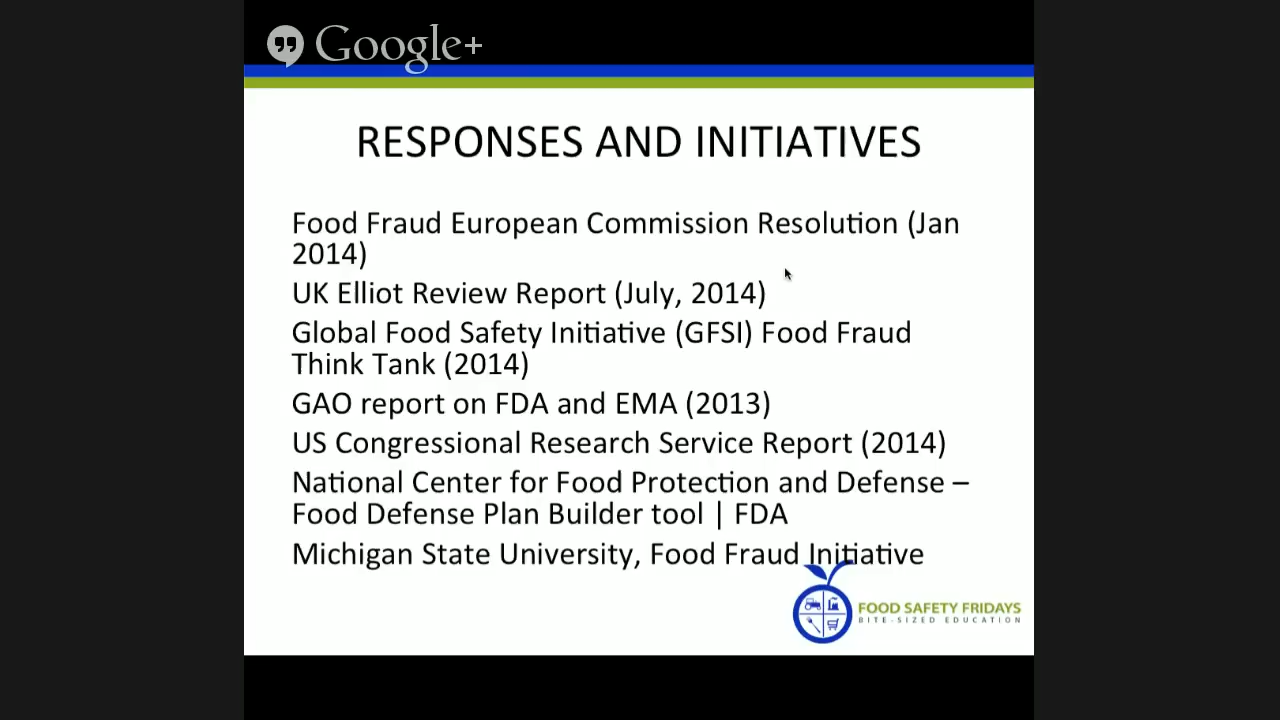 Google+
RESPONSES AND INITIATIVES
Food Fraud European Commission Resolution (Jan
2014)
UK Elliot Review Report (July, 2014)
Global Food Safety Initiative (GFSI) Food Fraud
Think Tank (2014)
GAO report on FDA and EMA (2013)
US Congressional Research Service Report (2014)
National Center for Food Protection and Defense –
Food Defense Plan Builder tool | FDA
Michigan State University, Food Fraud Initiative
FOOD SAFETY FRIDAYS
BITE-SIZED EDUCATION